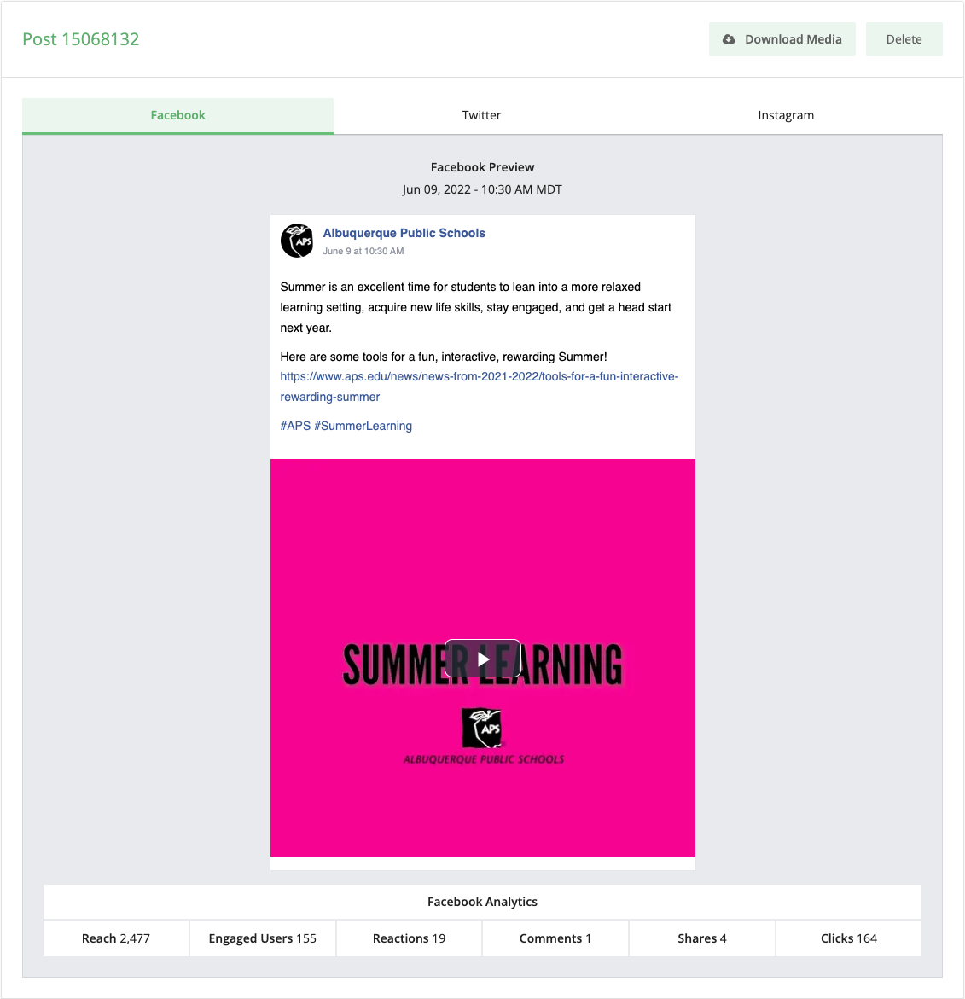 Post 15068132
Download Media
Delete
Facebook
Twitter
Instagram
Facebook Preview
Jun 09, 2022 - 10:30 AM MDT
APS
Albuquerque Public Schools
June 9 at 10:30 AM
Summer is an excellent time for students to lean into a more relaxed
learning setting, acquire new life skills, stay engaged, and get a head start
next year.
Here are some tools for a fun, interactive, rewarding Summer!
https://www.aps.edu/news/news-from-2021-2022/tools-for-a-fun-interactive-
rewarding-summer
#APS #SummerLearning
SUMMER LEARNING
APS
ALBUQUERQUE PUBLIC SCHOOLS
Facebook Analytics
Reach 2,477
Engaged Users 155
Reactions 19
Comments 1
Shares 4
Clicks 164